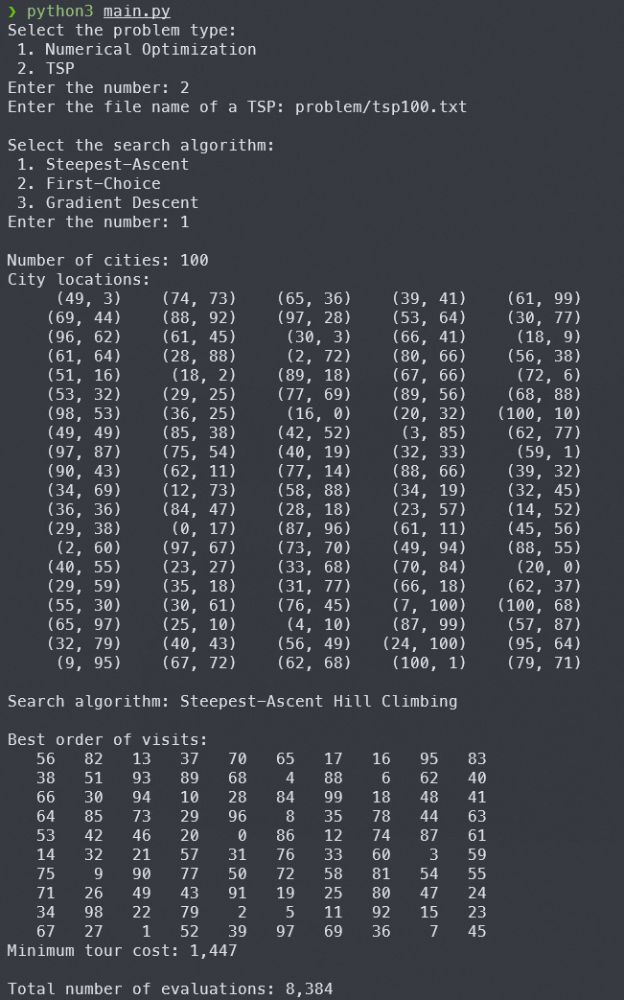 ❯ python3 main.py
Select the problem type:
 1. Numerical Optimization
 2. TSP
Enter the number: 2
Enter the file name of a TSP: problem/tsp100.txt

Select the search algorithm:
 1. Steepest-Ascent
 2. First-Choice
 3. Gradient Descent
Enter the number: 1

Number of cities: 100
City locations:
     (49, 3)    (74, 73)    (65, 36)    (39, 41)    (61, 99)
    (69, 44)    (88, 92)    (97, 28)    (53, 64)    (30, 77)
    (96, 62)    (61, 45)     (30, 3)    (66, 41)     (18, 9)
    (61, 64)    (28, 88)     (2, 72)    (80, 66)    (56, 38)
    (51, 16)     (18, 2)    (89, 18)    (67, 66)     (72, 6)
    (53, 32)    (29, 25)    (77, 69)    (89, 56)    (68, 88)
    (98, 53)    (36, 25)     (16, 0)    (20, 32)   (100, 10)
    (49, 49)    (85, 38)    (42, 52)     (3, 85)    (62, 77)
    (97, 87)    (75, 54)    (40, 19)    (32, 33)     (59, 1)
    (90, 43)    (62, 11)    (77, 14)    (88, 66)    (39, 32)
    (34, 69)    (12, 73)    (58, 88)    (34, 19)    (32, 45)
    (36, 36)    (84, 47)    (28, 18)    (23, 57)    (14, 52)
    (29, 38)     (0, 17)    (87, 96)    (61, 11)    (45, 56)
     (2, 60)    (97, 67)    (73, 70)    (49, 94)    (88, 55)
    (40, 55)    (23, 27)    (33, 68)    (70, 84)     (20, 0)
    (29, 59)    (35, 18)    (31, 77)    (66, 18)    (62, 37)
    (55, 30)    (30, 61)    (76, 45)    (7, 100)   (100, 68)
    (65, 97)    (25, 10)     (4, 10)    (87, 99)    (57, 87)
    (32, 79)    (40, 43)    (56, 49)   (24, 100)    (95, 64)
     (9, 95)    (67, 72)    (62, 68)    (100, 1)    (79, 71)

Search algorithm: Steepest-Ascent Hill Climbing

Best order of visits:
   56   82   13   37   70   65   17   16   95   83
   38   51   93   89   68    4   88    6   62   40
   66   30   94   10   28   84   99   18   48   41
   64   85   73   29   96    8   35   78   44   63
   53   42   46   20    0   86   12   74   87   61
   14   32   21   57   31   76   33   60    3   59
   75    9   90   77   50   72   58   81   54   55
   71   26   49   43   91   19   25   80   47   24
   34   98   22   79    2    5   11   92   15   23
   67   27    1   52   39   97   69   36    7   45
Minimum tour cost: 1,447

Total number of evaluations: 8,384